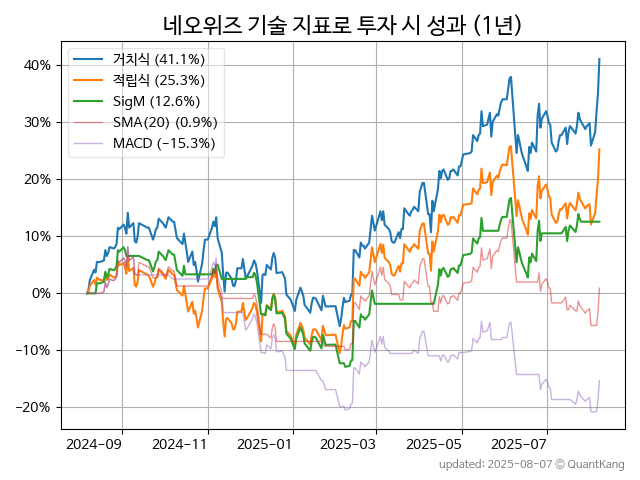 네오위즈 기술 지표로 투자 시 성과 (1년)
거치식 (41.1%)
적립식 (25.3%)
SigM (12.6%)
SMA(20) (0.9%)
MACD (−15.3%)
40%
30%
20%
10%
0%
−10%
−20%
2024-09 2024-11 2025-01 2025-03 2025-05 2025-07
updated: 2025-08-07 © QuantKang